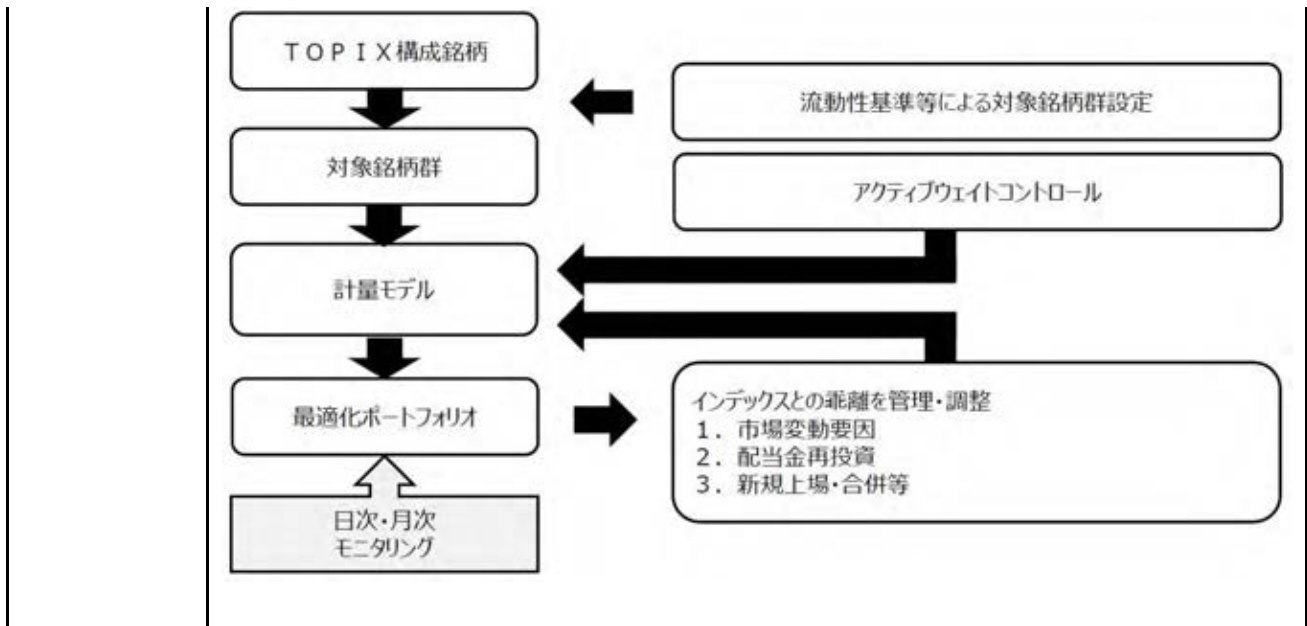 TOPIX構成銘柄
流動性基準等による対象銘柄群設定
対象銘柄群
アクティブウェイトコントロール
計量モデル
最適化ポートフォリオ
インデックスとの乖離を管理・調整
1.市場変動要因
2.配当金再投資
3.新規上場・合併等
日次・月次
モニタリング